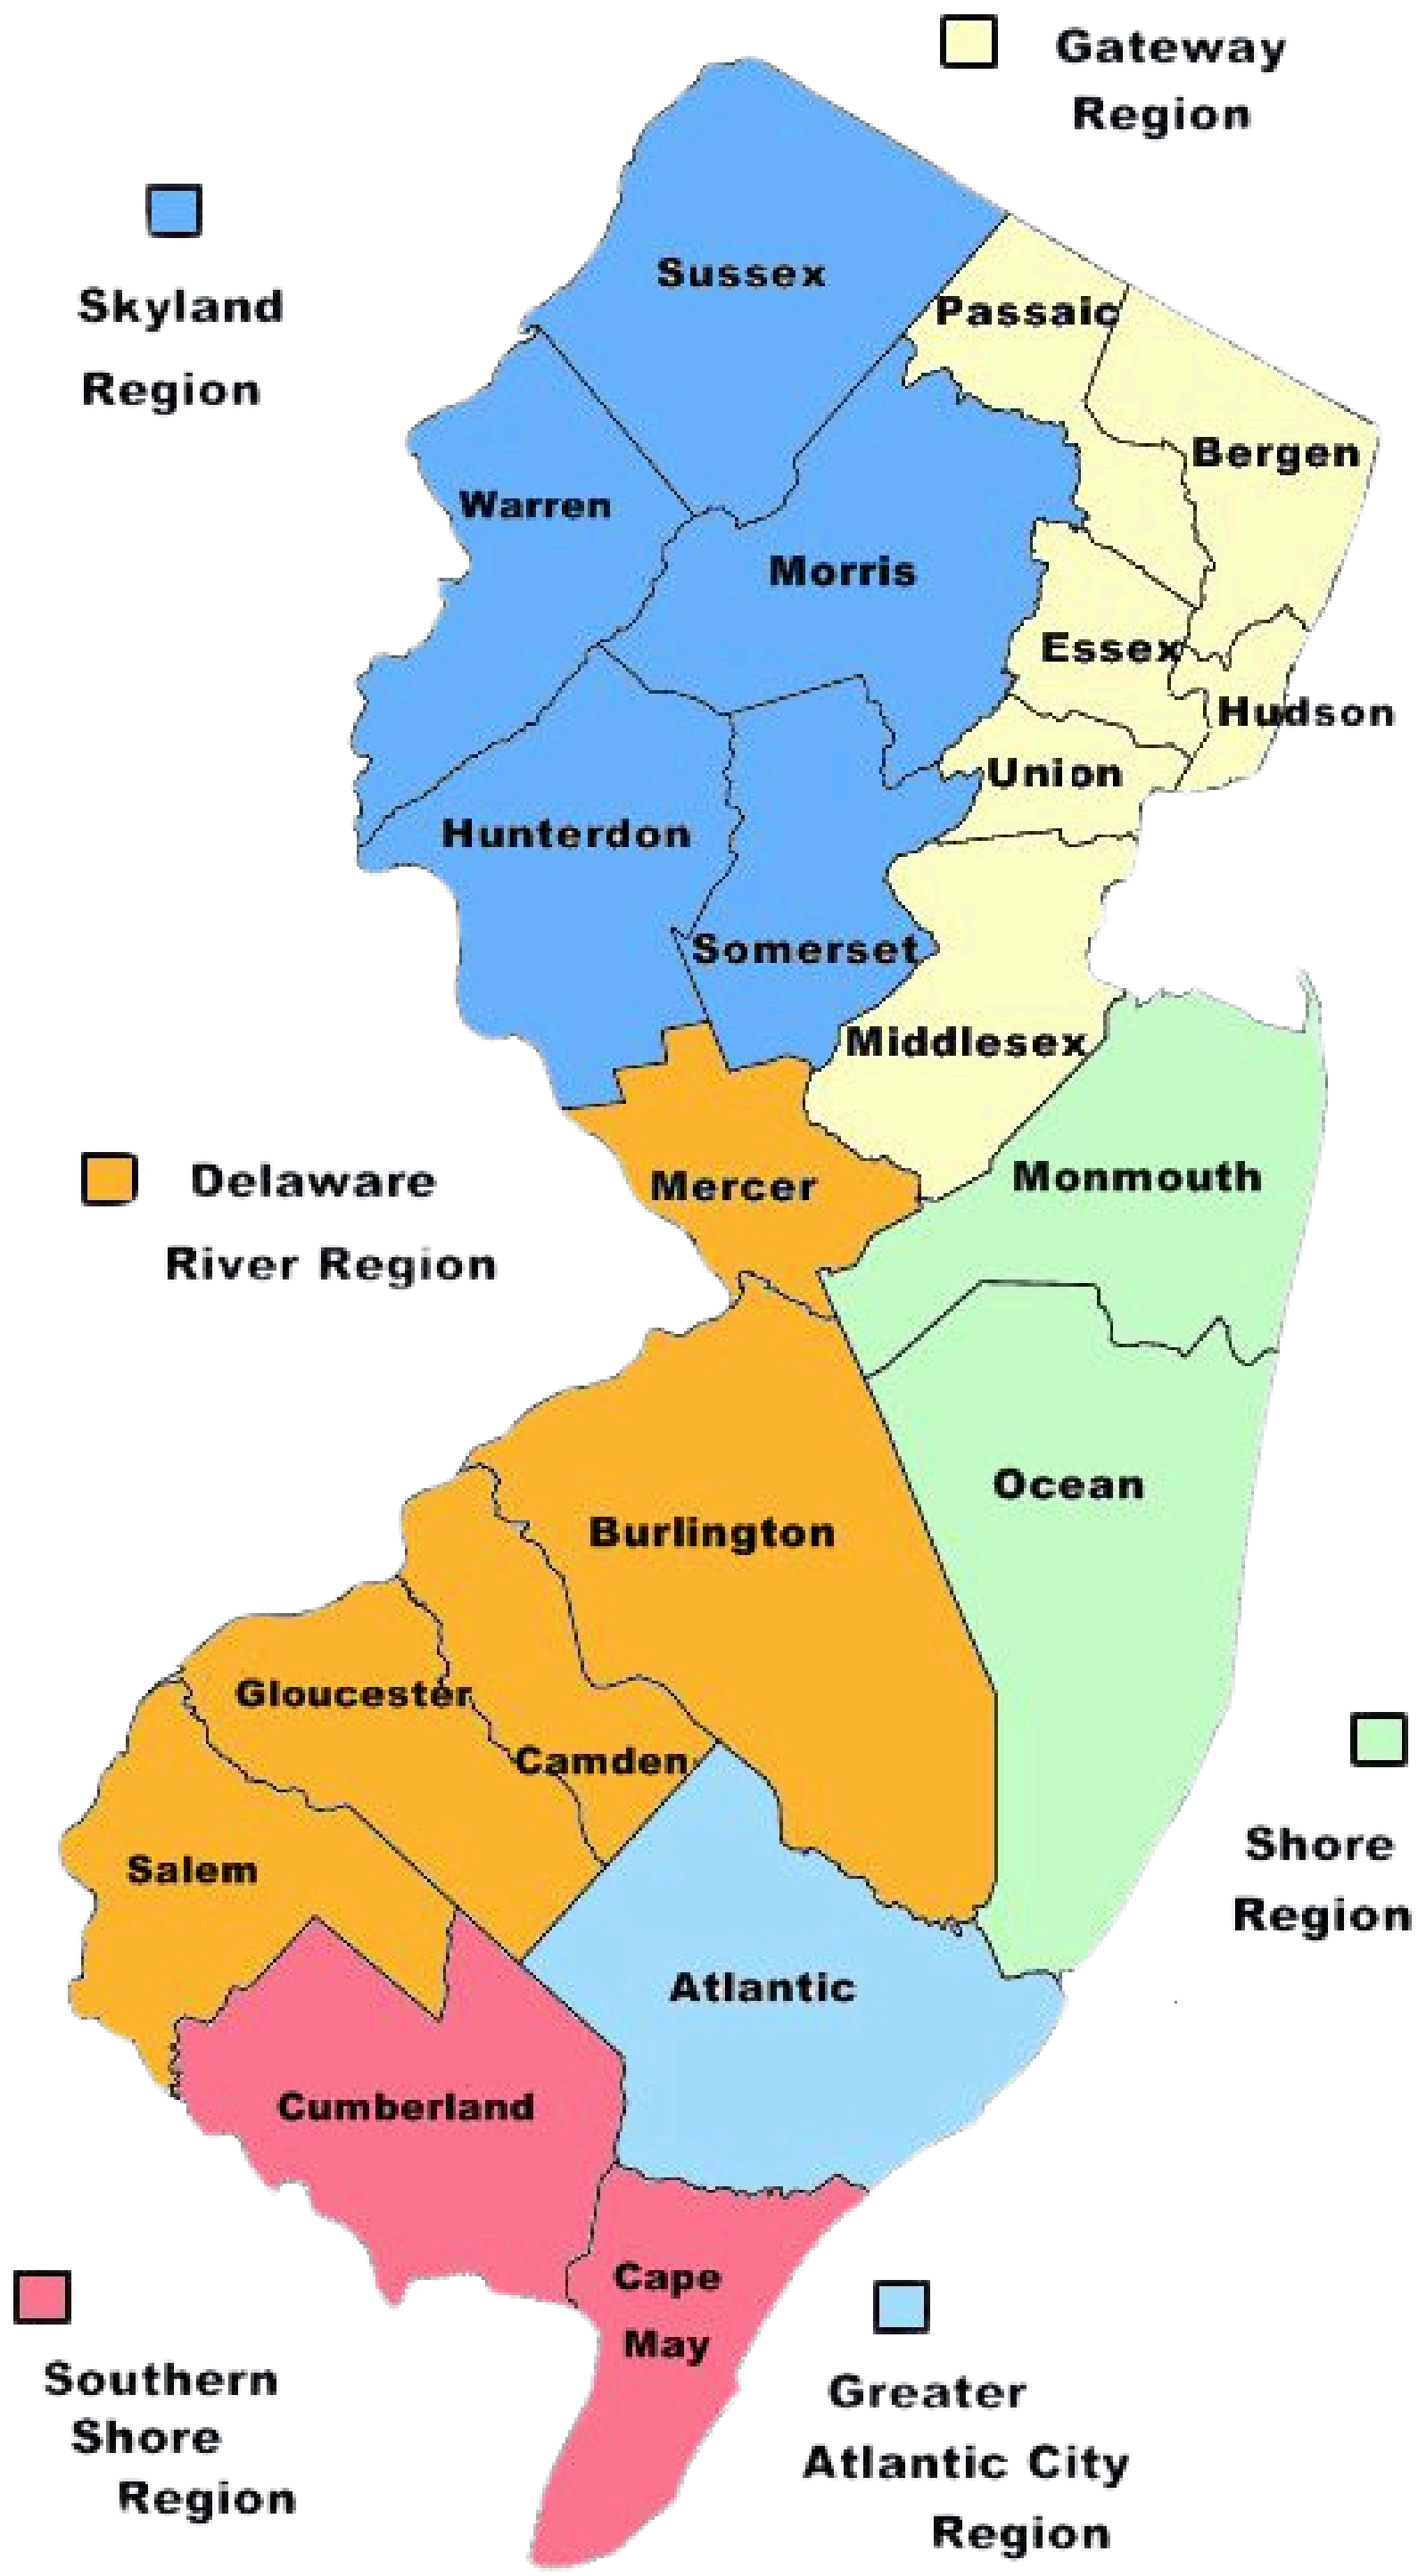 Gateway
Region
Skyland
Region
Sussex
Passaic
Bergen
Warren
Morris
Essex
Hudson
Union
Hunterdon
Somerset
Middlesex
Delaware
River Region
Mercer
Monmouth
Ocean
Burlington
Gloucester
Camden
Shore
Region
Salem
Atlantic
Cumberland
Cape
May
Southern
Shore
Region
Greater
Atlantic City
Region